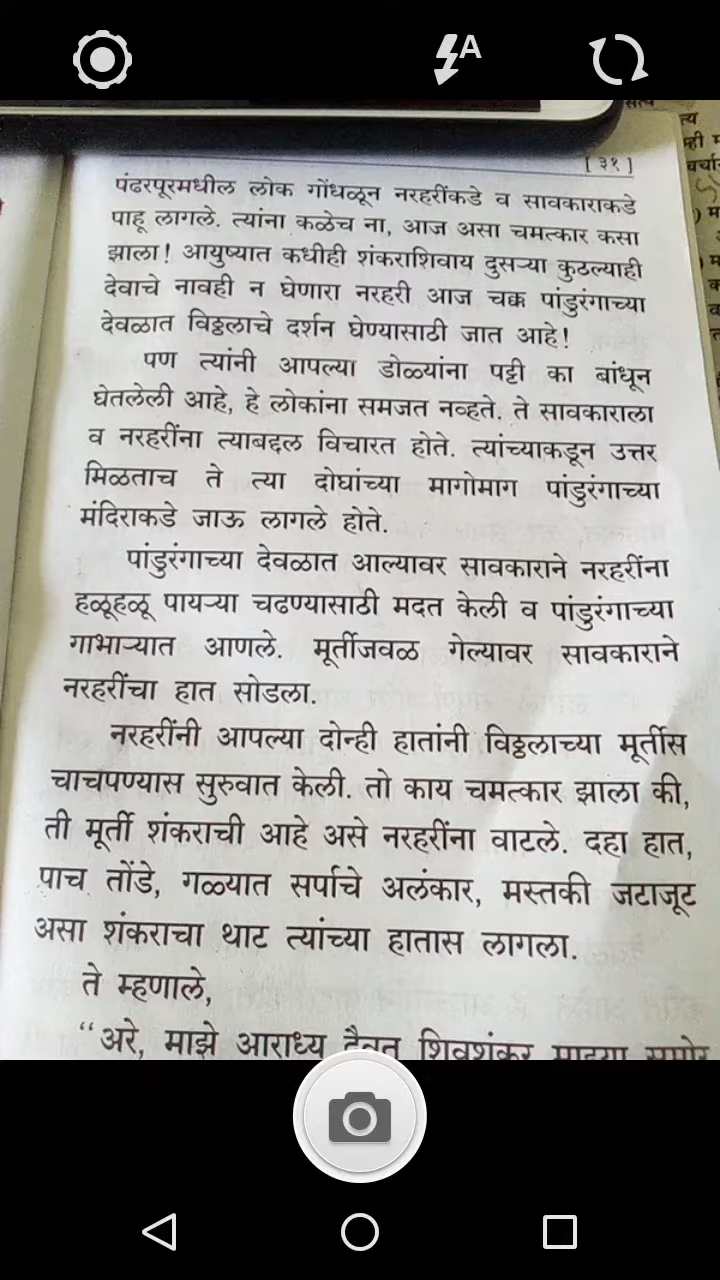 [ ३१ ]
पंढरपूरमधील लोक गोंधळून नरहरींकडे व सावकाराकडे
पाहू लागले. त्यांना कळेच ना, आज असा चमत्कार कसा
झाला! आयुष्यात कधीही शंकराशिवाय दुसऱ्या कुठल्याही
देवाचे नावही न घेणारा नरहरी आज चक्क पांडुरंगाच्या
देवळात विठ्ठलाचे दर्शन घेण्यासाठी जात आहे!
पण त्यांनी आपल्या डोळ्यांना पट्टी का बांधून
घेतलेली आहे, हे लोकांना समजत नव्हते. ते सावकाराला
व नरहरींना त्याबद्दल विचारत होते. त्यांच्याकडून उत्तर
मिळताच ते त्या दोघांच्या मागोमाग पांडुरंगाच्या
मंदिराकडे जाऊ लागले होते.
पांडुरंगाच्या देवळात आल्यावर सावकाराने नरहरींना
हळूहळू पायऱ्या चढण्यासाठी मदत केली व पांडुरंगाच्या
गाभाऱ्यात आणले. मूर्तीजवळ गेल्यावर सावकाराने
नरहरींचा हात सोडला.
नरहरींनी आपल्या दोन्ही हातांनी विठ्ठलाच्या मूर्तीस
चाचपण्यास सुरुवात केली. तो काय चमत्कार झाला की,
ती मूर्ती शंकराची आहे असे नरहरींना वाटले. दहा हात,
पाच तोंडे, गळ्यात सर्पाचे अलंकार, मस्तकी जटाजूट
असा शंकराचा थाट त्यांच्या हातास लागला.
ते म्हणाले,
“अरे, माझे आराध्य दैवत शिवशंकर माझ्या समोर